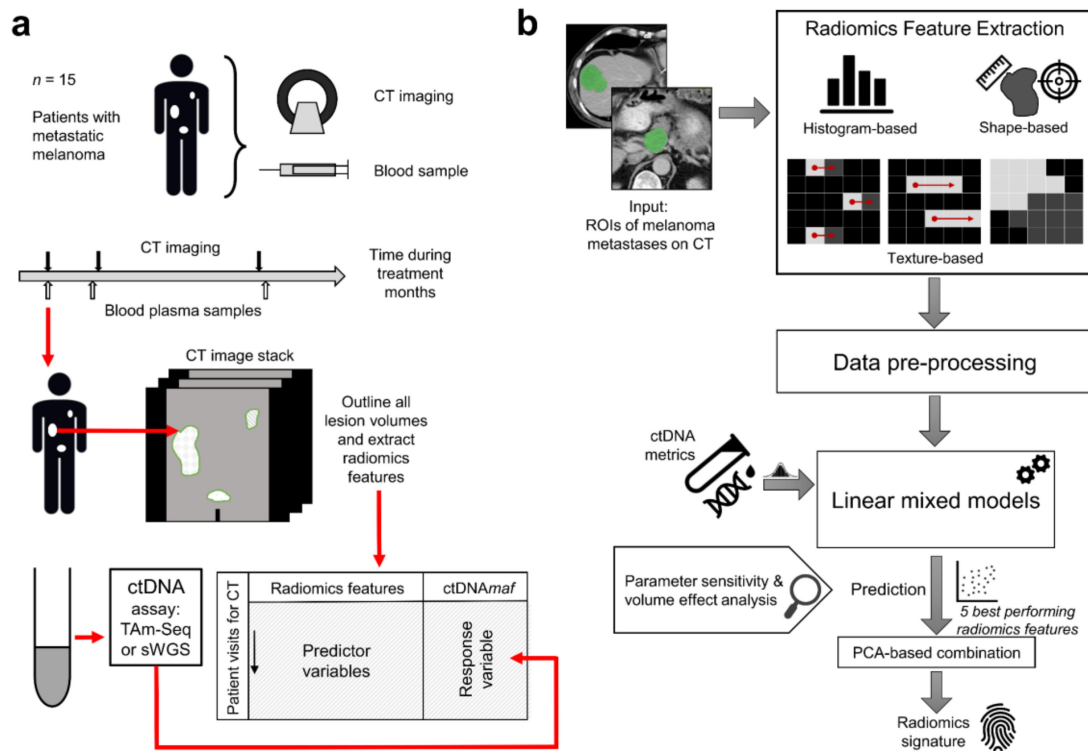 a
n = 15
Patients with
metastatic
melanoma
CT imaging
Blood sample
CT imaging
Time during
treatment
months
Blood plasma samples
CT image stack
Outline all
lesion volumes
and extract
radiomics
features
ctDNA
assay:
TAm-Seq
or sWGS
Patient visits for CT
Radiomics features
ctDNAmaf
Predictor
variables
Response
variable
b
Input:
ROIs of melanoma
metastases on CT
Radiomics Feature Extraction
Histogram-based
Shape-based
Texture-based
Data pre-processing
ctDNA
metrics
Linear mixed models
Parameter sensitivity &
volume effect analysis
Prediction
5 best performing
radiomics features
PCA-based combination
Radiomics
signature